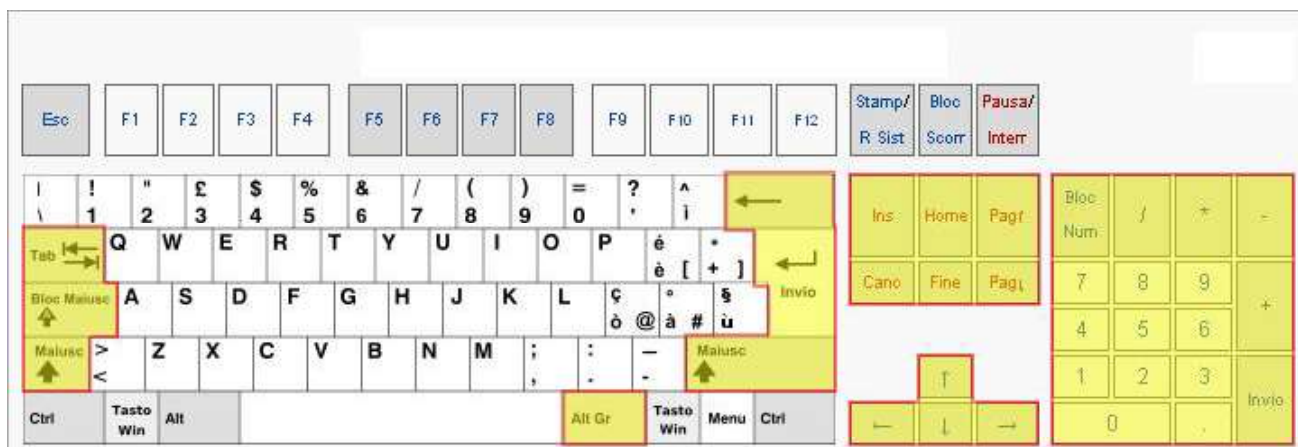 Esc F1 F2 F3 F4 F5 F6 F7 F8 F9 F10 F11 F12 Stamp/ Bloc Pausa/
R Sist Scorr Interr
| ! " £ $ % & / ( ) = ? ^ ←
\ 1 2 3 4 5 6 7 8 9 0 ' ì
Ins Home Pag↑
Bloc / * -
Num
Tab Q W E R T Y U I O P é * ↵
è [ + ]
Canc Fine Pag↓
7 8 9 +
Bloc Maiusc A S D F G H J K L ç ° § Invio
ò @ à # ù
4 5 6
Maiusc > Z X C V B N M ; : — Maiusc
< , . -
↑
1 2 3 Invio
Ctrl Tasto Alt Alt Gr Tasto Menu Ctrl
Win Win
← ↓ →
0 .